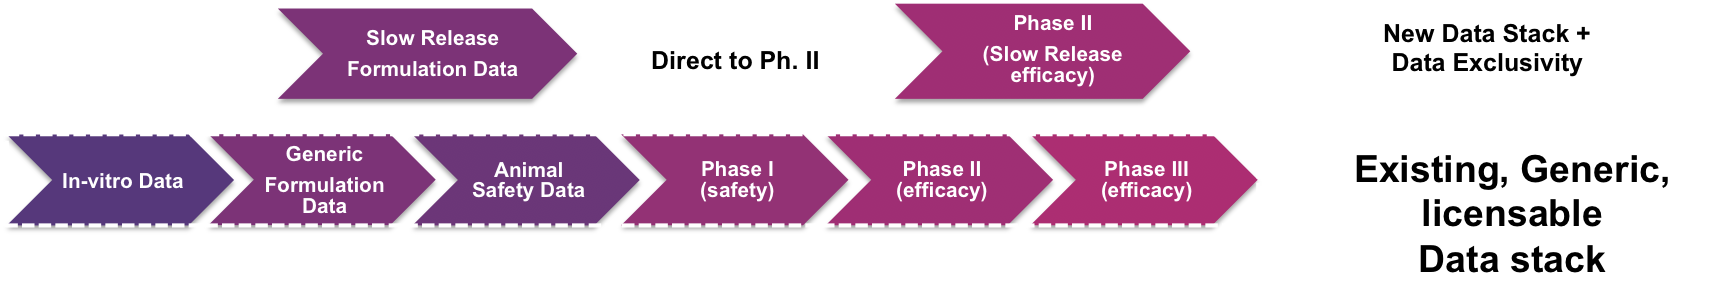 Slow Release
Formulation Data
Direct to Ph. II
Phase II
(Slow Release
efficacy)
New Data Stack +
Data Exclusivity
In-vitro Data
Generic
Formulation
Data
Animal
Safety Data
Phase I
(safety)
Phase II
(efficacy)
Phase III
(efficacy)
Existing, Generic,
licensable
Data stack